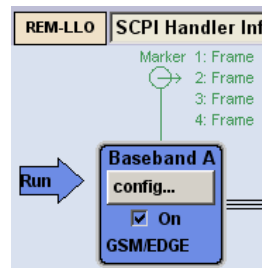 REM-LLO SCPI Handler Inf
Marker 1: Frame
2: Frame
3: Frame
4: Frame
Baseband A
Run config...
On
GSM/EDGE